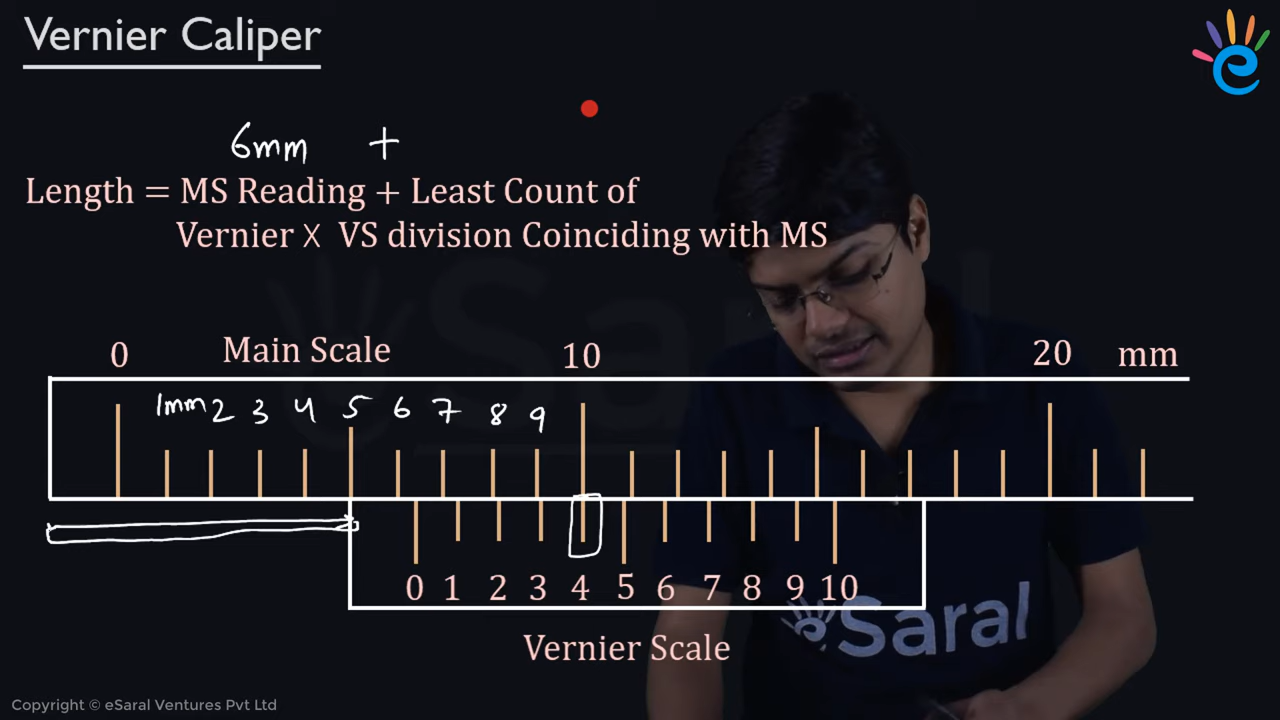 Vernier Caliper
6mm +
Length = MS Reading + Least Count of
Vernier X VS division Coinciding with MS
0 Main Scale 10 20 mm
1mm 2 3 4 5 6 7 8 9
0 1 2 3 4 5 6 7 8 9 10
eSaral
Vernier Scale
Copyright © eSaral Ventures Pvt Ltd